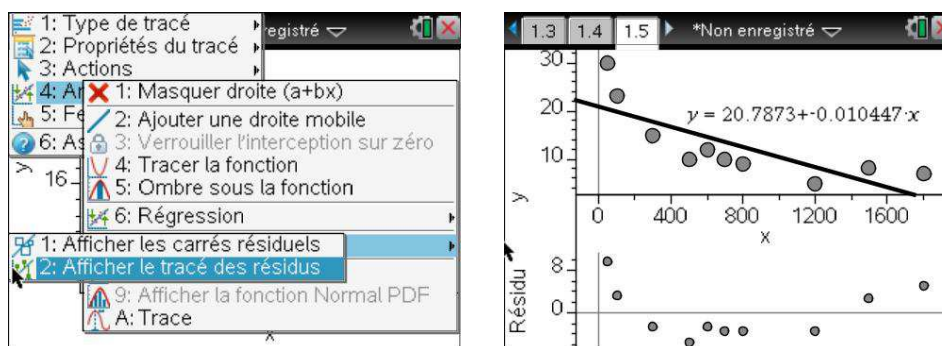 1: Type de tracé
2: Propriétés du tracé
3: Actions
4: A
5: Fe
6: As
registré
1: Masquer droite (a+bx)
2: Ajouter une droite mobile
3: Verrouiller l'interception sur zéro
4: Tracer la fonction
5: Ombre sous la fonction
6: Régression
1: Afficher les carrés résiduels
2: Afficher le tracé des résidus
9: Afficher la fonction Normal PDF
A: Trace
y
16
x
1.3 1.4 1.5 *Non enregistré
30
20
10
y
y = 20.7873+-0.010447·x
0 400 800 1200 1600
x
8
0
Résidu